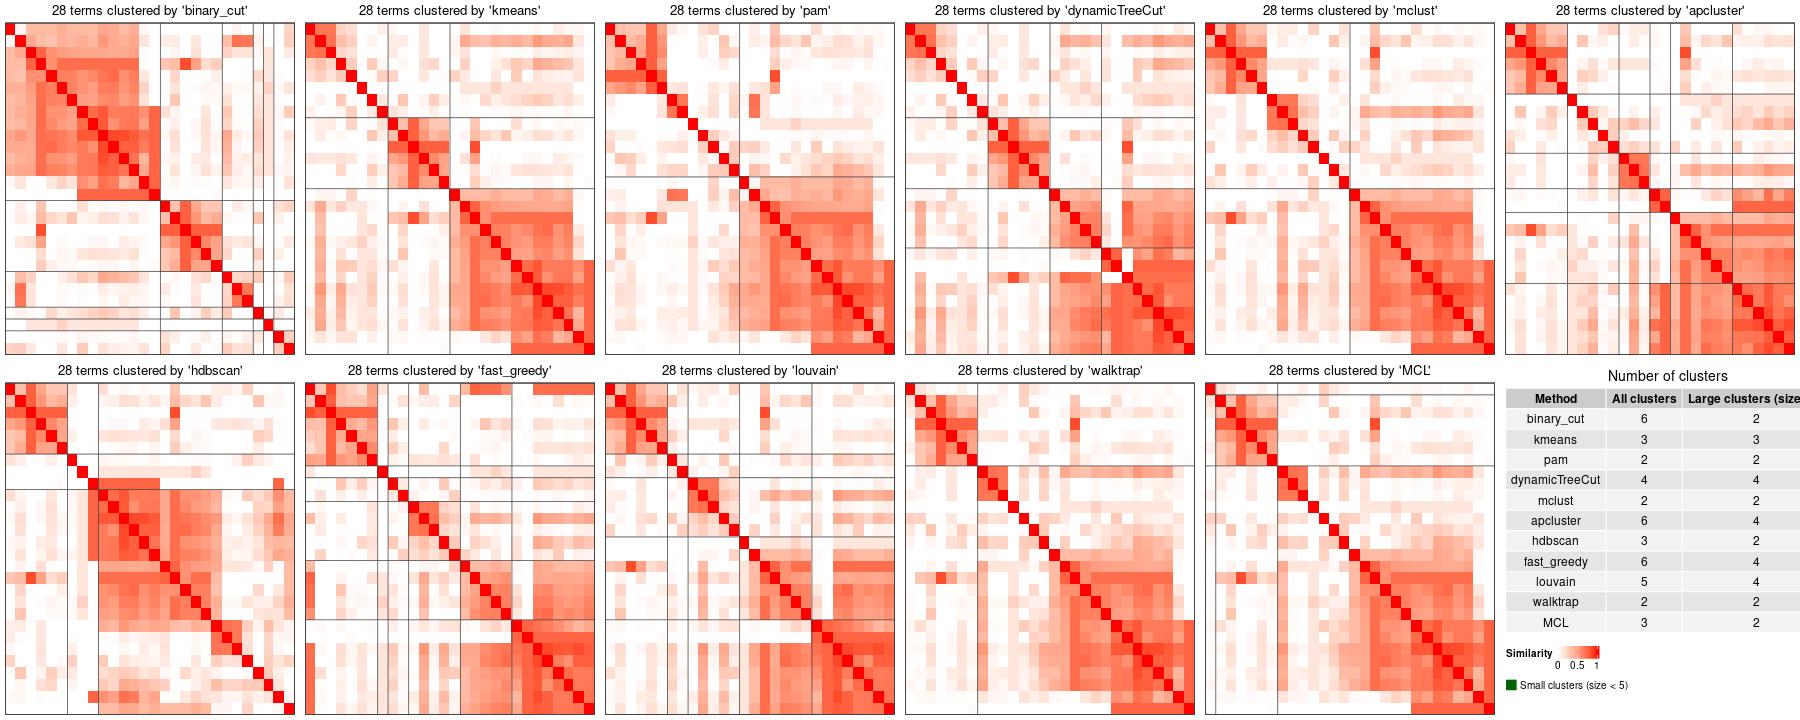 28 terms clustered by 'binary_cut'
28 terms clustered by 'kmeans'
28 terms clustered by 'pam'
28 terms clustered by 'dynamicTreeCut'
28 terms clustered by 'mclust'
28 terms clustered by 'apcluster'
28 terms clustered by 'hdbscan'
28 terms clustered by 'fast_greedy'
28 terms clustered by 'louvain'
28 terms clustered by 'walktrap'
28 terms clustered by 'MCL'
Number of clusters
Method All clusters Large clusters (size
binary_cut 6 2
kmeans 3 3
pam 2 2
dynamicTreeCut 4 4
mclust 2 2
apcluster 6 4
hdbscan 3 2
fast_greedy 6 4
louvain 5 4
walktrap 2 2
MCL 3 2
Similarity
0 0.5 1
Small clusters (size < 5)